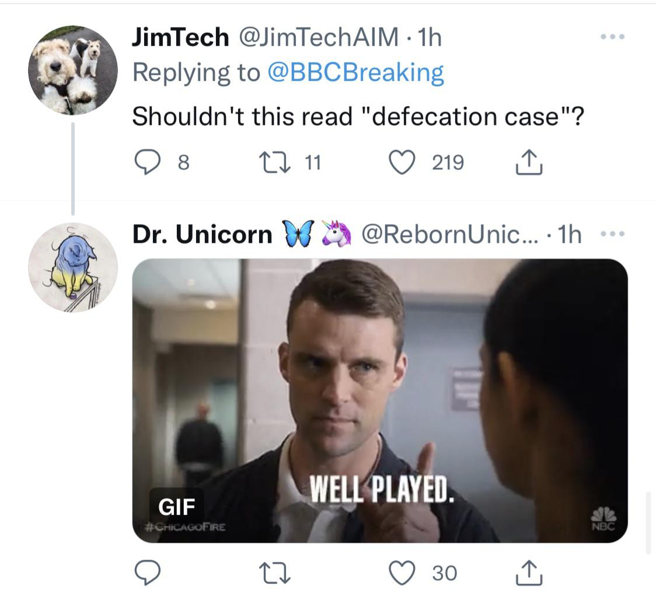 JimTech @JimTechAIM · 1h
Replying to @BBCBreaking
Shouldn't this read "defecation case"?
8 11 219
Dr. Unicorn 🦋🦄 @RebornUnic... · 1h
WELL PLAYED.
GIF
#CHICAGOFIRE
NBC
30